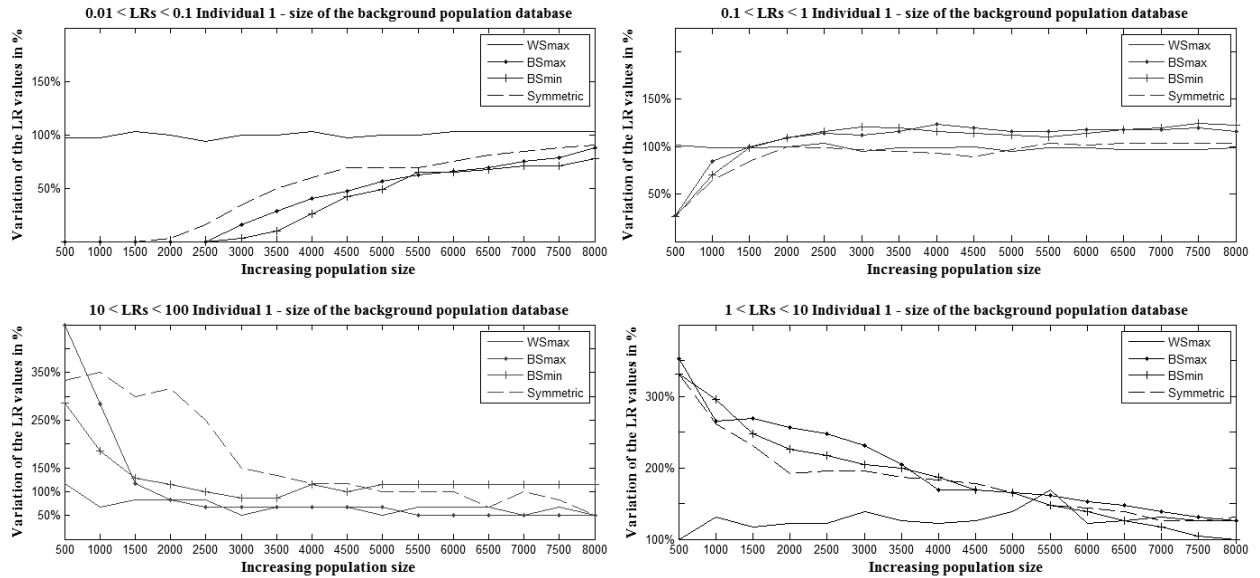 0.01 < LRs < 0.1 Individual 1 - size of the background population database
Variation of the LR values in %
150%
100%
50%
WSmax
BSmax
BSmin
Symmetric
500 1000 1500 2000 2500 3000 3500 4000 4500 5000 5500 6000 6500 7000 7500 8000
Increasing population size
0.1 < LRs < 1 Individual 1 - size of the background population database
Variation of the LR values in %
150%
100%
50%
WSmax
BSmax
BSmin
Symmetric
500 1000 1500 2000 2500 3000 3500 4000 4500 5000 5500 6000 6500 7000 7500 8000
Increasing population size
10 < LRs < 100 Individual 1 - size of the background population database
Variation of the LR values in %
350%
250%
150%
100%
50%
WSmax
BSmax
BSmin
Symmetric
500 1000 1500 2000 2500 3000 3500 4000 4500 5000 5500 6000 6500 7000 7500 8000
Increasing population size
1 < LRs < 10 Individual 1 - size of the background population database
Variation of the LR values in %
300%
200%
100%
WSmax
BSmax
BSmin
Symmetric
500 1000 1500 2000 2500 3000 3500 4000 4500 5000 5500 6000 6500 7000 7500 8000
Increasing population size